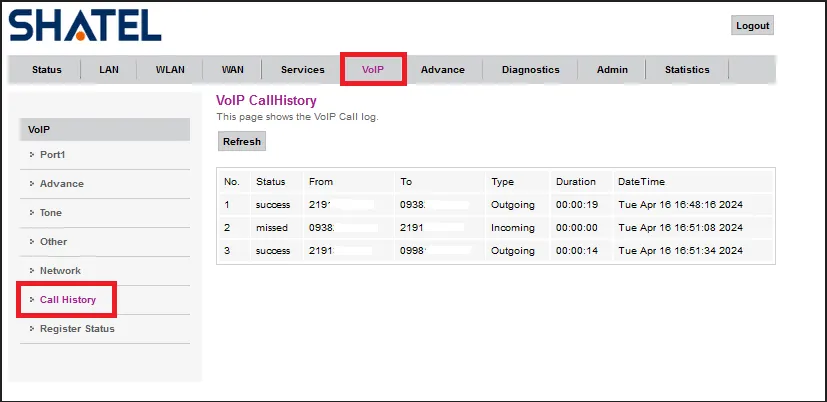 SHATEL
Logout
Status LAN WLAN WAN Services VoIP Advance Diagnostics Admin Statistics
VoIP
Port1
Advance
Tone
Other
Network
Call History
Register Status
VoIP CallHistory
This page shows the VoIP Call log.
Refresh
No. Status From To Type Duration DateTime
1 success 2191 0938 Outgoing 00:00:19 Tue Apr 16 16:48:16 2024
2 missed 0938 2191 Incoming 00:00:00 Tue Apr 16 16:51:08 2024
3 success 2191 0998 Outgoing 00:00:14 Tue Apr 16 16:51:34 2024